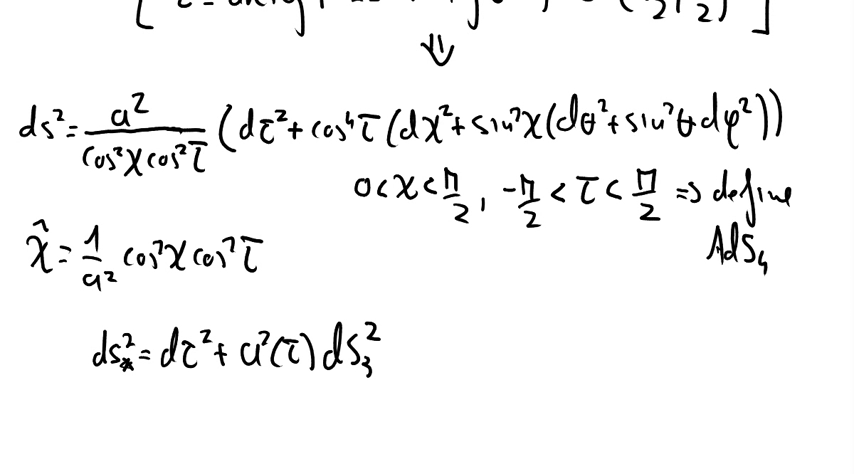 ds² = a²/(cos²χ cos²τ) (dτ² + cos⁴τ (dχ² + sin²χ (dθ² + sin²θ dφ²)))
0<χ<π/2, -π/2 < τ < π/2 ⇒ define
AdS₄
χ̂ = 1/a² cos²χ cos²τ
ds²_* = dτ² + a²(τ) dS₃²